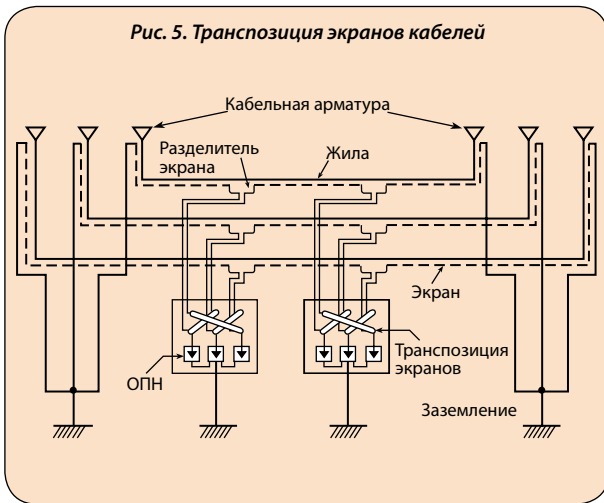 Рис. 5. Транспозиция экранов кабелей
Кабельная арматура
Разделитель
экрана
Жила
Экран
Транспозиция
экранов
ОПН
Заземление